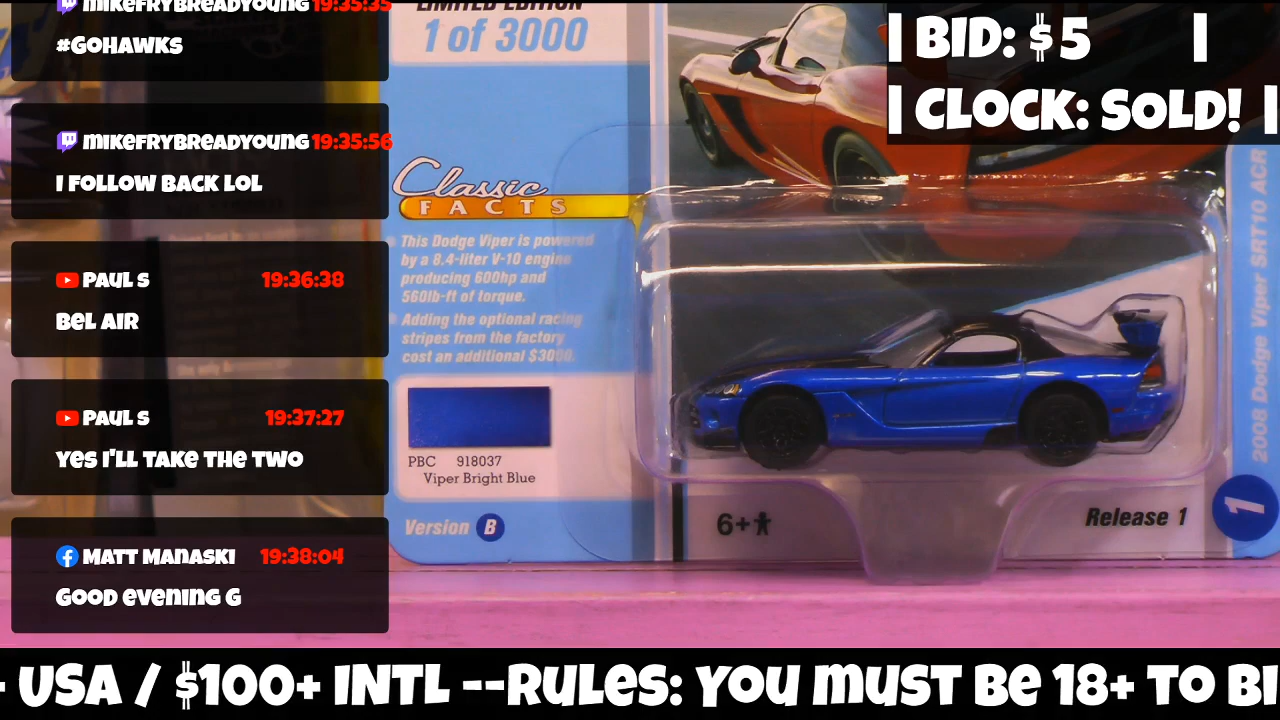 mikefrybreadyoung 19:35:35
#GOHAWKS
mikefrybreadyoung 19:35:56
I FOLLOW BACK LOL
PAUL S 19:36:38
BEL AIR
PAUL S 19:37:27
YES I'LL TAKE THE TWO
MATT MANASKI 19:38:04
GOOD EVENING G
LIMITED EDITION
1 of 3000
Classic
FACTS
This Dodge Viper is powered
by a 8,4-liter V-10 engine
producing 600hp and
560lb-ft of torque.
Adding the optional racing
stripes from the factory
cost an additional $3000.
PBC 918037
Viper Bright Blue
Version B
6+
Release 1
1
2008 Dodge Viper SRT10 ACR
| BID: $5 |
| CLOCK: SOLD! |
USA / $100+ INTL --RULES: YOU MUST BE 18+ TO BI